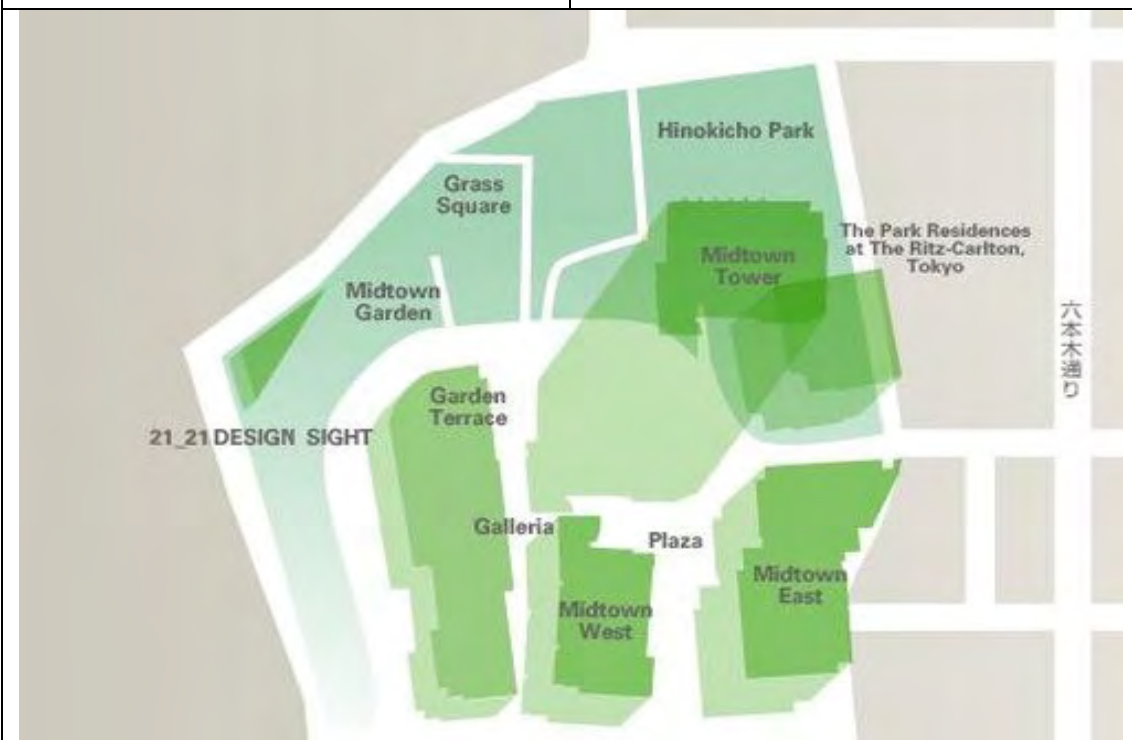 Hinokicho Park
Grass
Square
The Park Residences
at The Ritz-Carlton,
Tokyo
Midtown
Tower
Midtown
Garden
六本木通り
Garden
Terrace
21_21 DESIGN SIGHT
Galleria
Plaza
Midtown
East
Midtown
West